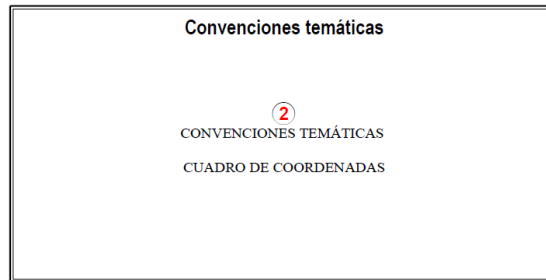 Convenciones temáticas
2
CONVENCIONES TEMÁTICAS
CUADRO DE COORDENADAS